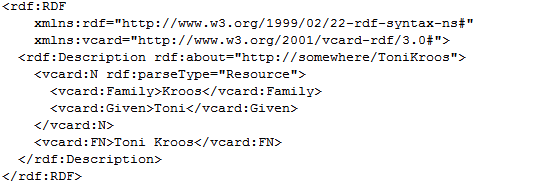 <rdf:RDF
    xmlns:rdf="http://www.w3.org/1999/02/22-rdf-syntax-ns#"
    xmlns:vcard="http://www.w3.org/2001/vcard-rdf/3.0#">
  <rdf:Description rdf:about="http://somewhere/ToniKroos">
    <vcard:N rdf:parseType="Resource">
      <vcard:Family>Kroos</vcard:Family>
      <vcard:Given>Toni</vcard:Given>
    </vcard:N>
    <vcard:FN>Toni Kroos</vcard:FN>
  </rdf:Description>
</rdf:RDF>